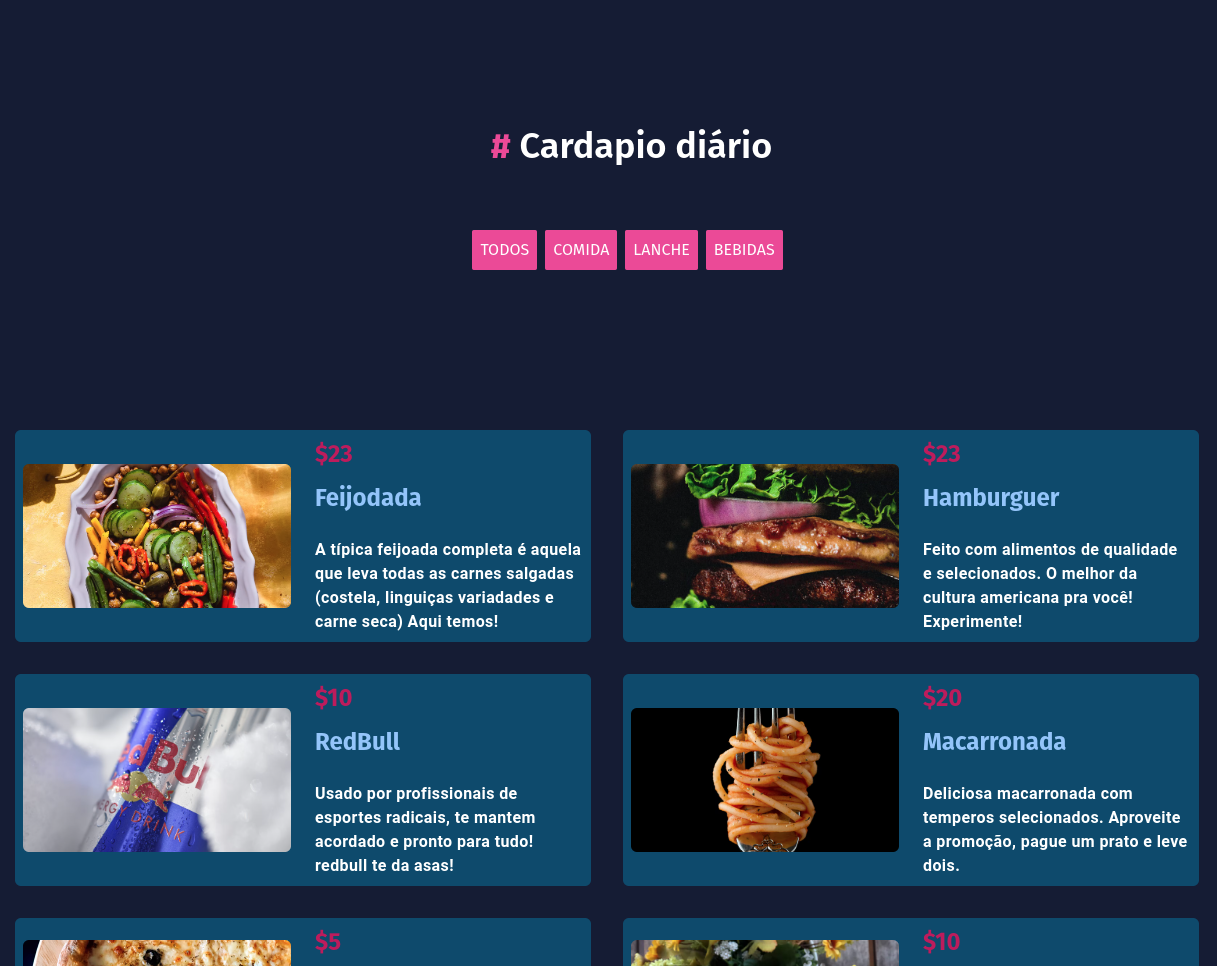 # Cardapio diário
TODOS COMIDA LANCHE BEBIDAS
$23
Feijodada
A típica feijoada completa é aquela
que leva todas as carnes salgadas
(costela, linguiças variadades e
carne seca) Aqui temos!
$23
Hamburguer
Feito com alimentos de qualidade
e selecionados. O melhor da
cultura americana pra você!
Experimente!
edBul
ERGY DRINK
$10
RedBull
Usado por profissionais de
esportes radicais, te mantem
acordado e pronto para tudo!
redbull te da asas!
$20
Macarronada
Deliciosa macarronada com
temperos selecionados. Aproveite
a promoção, pague um prato e leve
dois.
$5
$10